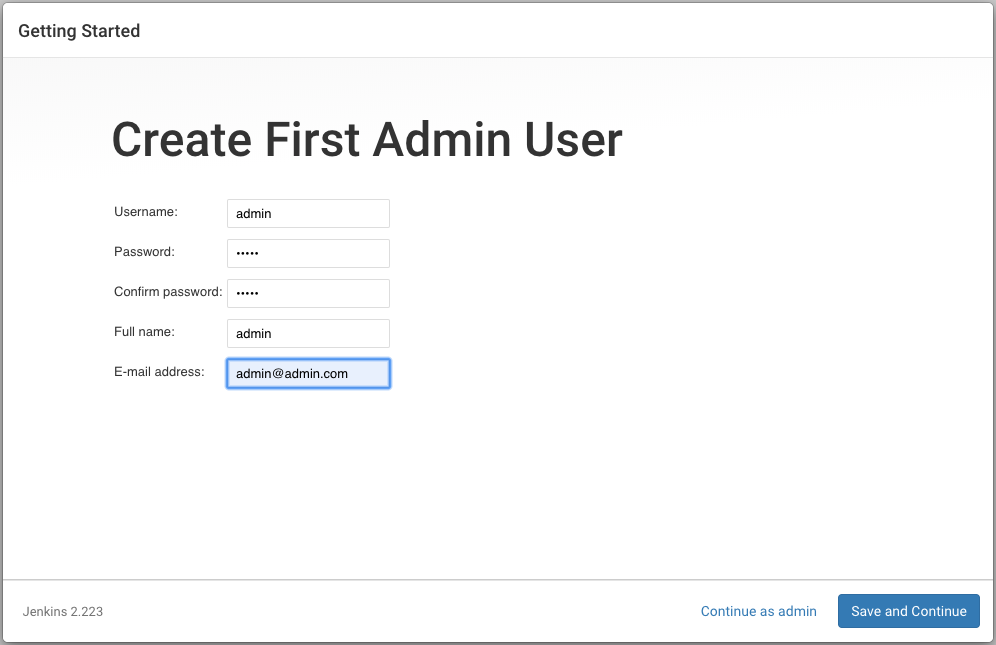 Getting Started
Create First Admin User
Username: admin
Password: •••••
Confirm password: •••••
Full name: admin
E-mail address: admin@admin.com
Jenkins 2.223 Continue as admin Save and Continue